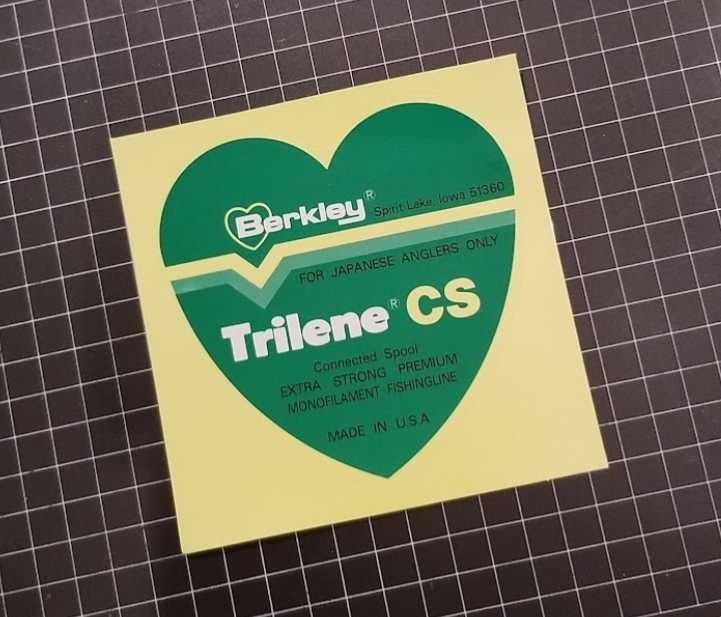 Berkley® Spirit Lake, Iowa 51360
FOR JAPANESE ANGLERS ONLY
Trilene® CS
Connected Spool
EXTRA STRONG PREMIUM
MONOFILAMENT FISHINGLINE
MADE IN U.S.A